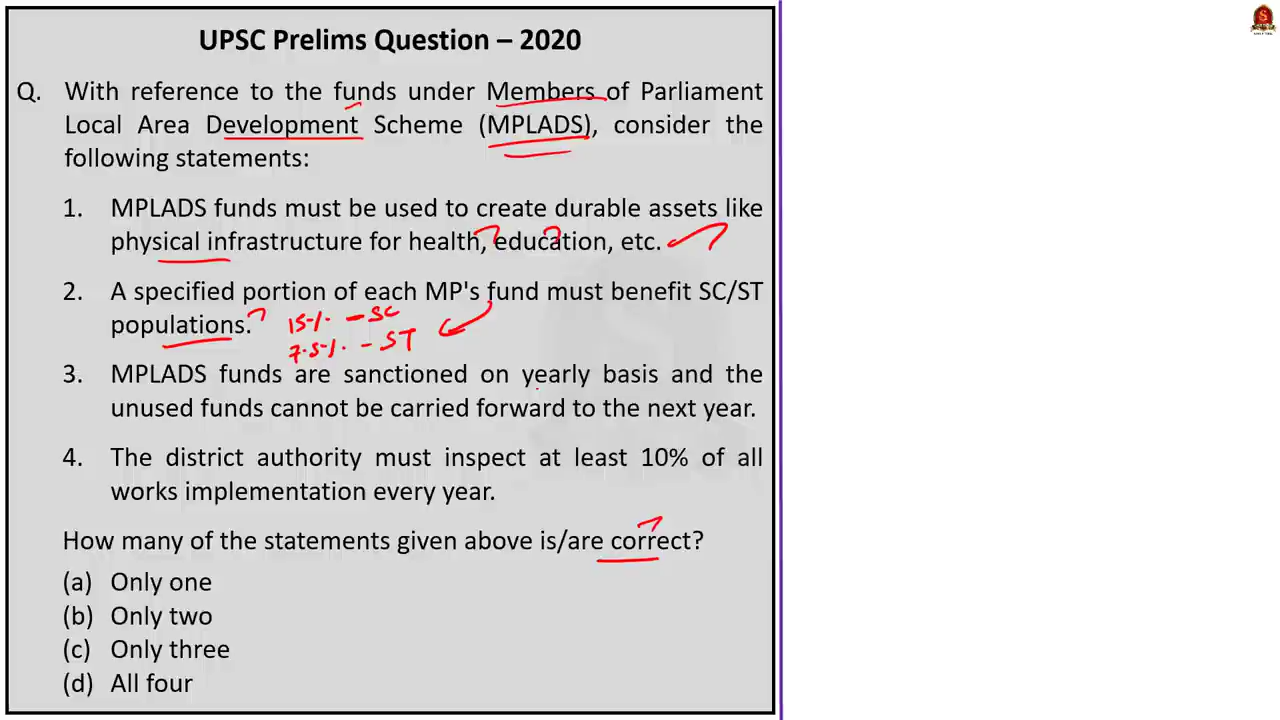 UPSC Prelims Question – 2020
Q. With reference to the funds under Members of Parliament
Local Area Development Scheme (MPLADS), consider the
following statements:
1. MPLADS funds must be used to create durable assets like
physical infrastructure for health, education, etc.
2. A specified portion of each MP's fund must benefit SC/ST
populations.
15% – SC
7.5% – ST
3. MPLADS funds are sanctioned on yearly basis and the
unused funds cannot be carried forward to the next year.
4. The district authority must inspect at least 10% of all
works implementation every year.
How many of the statements given above is/are correct?
(a) Only one
(b) Only two
(c) Only three
(d) All four